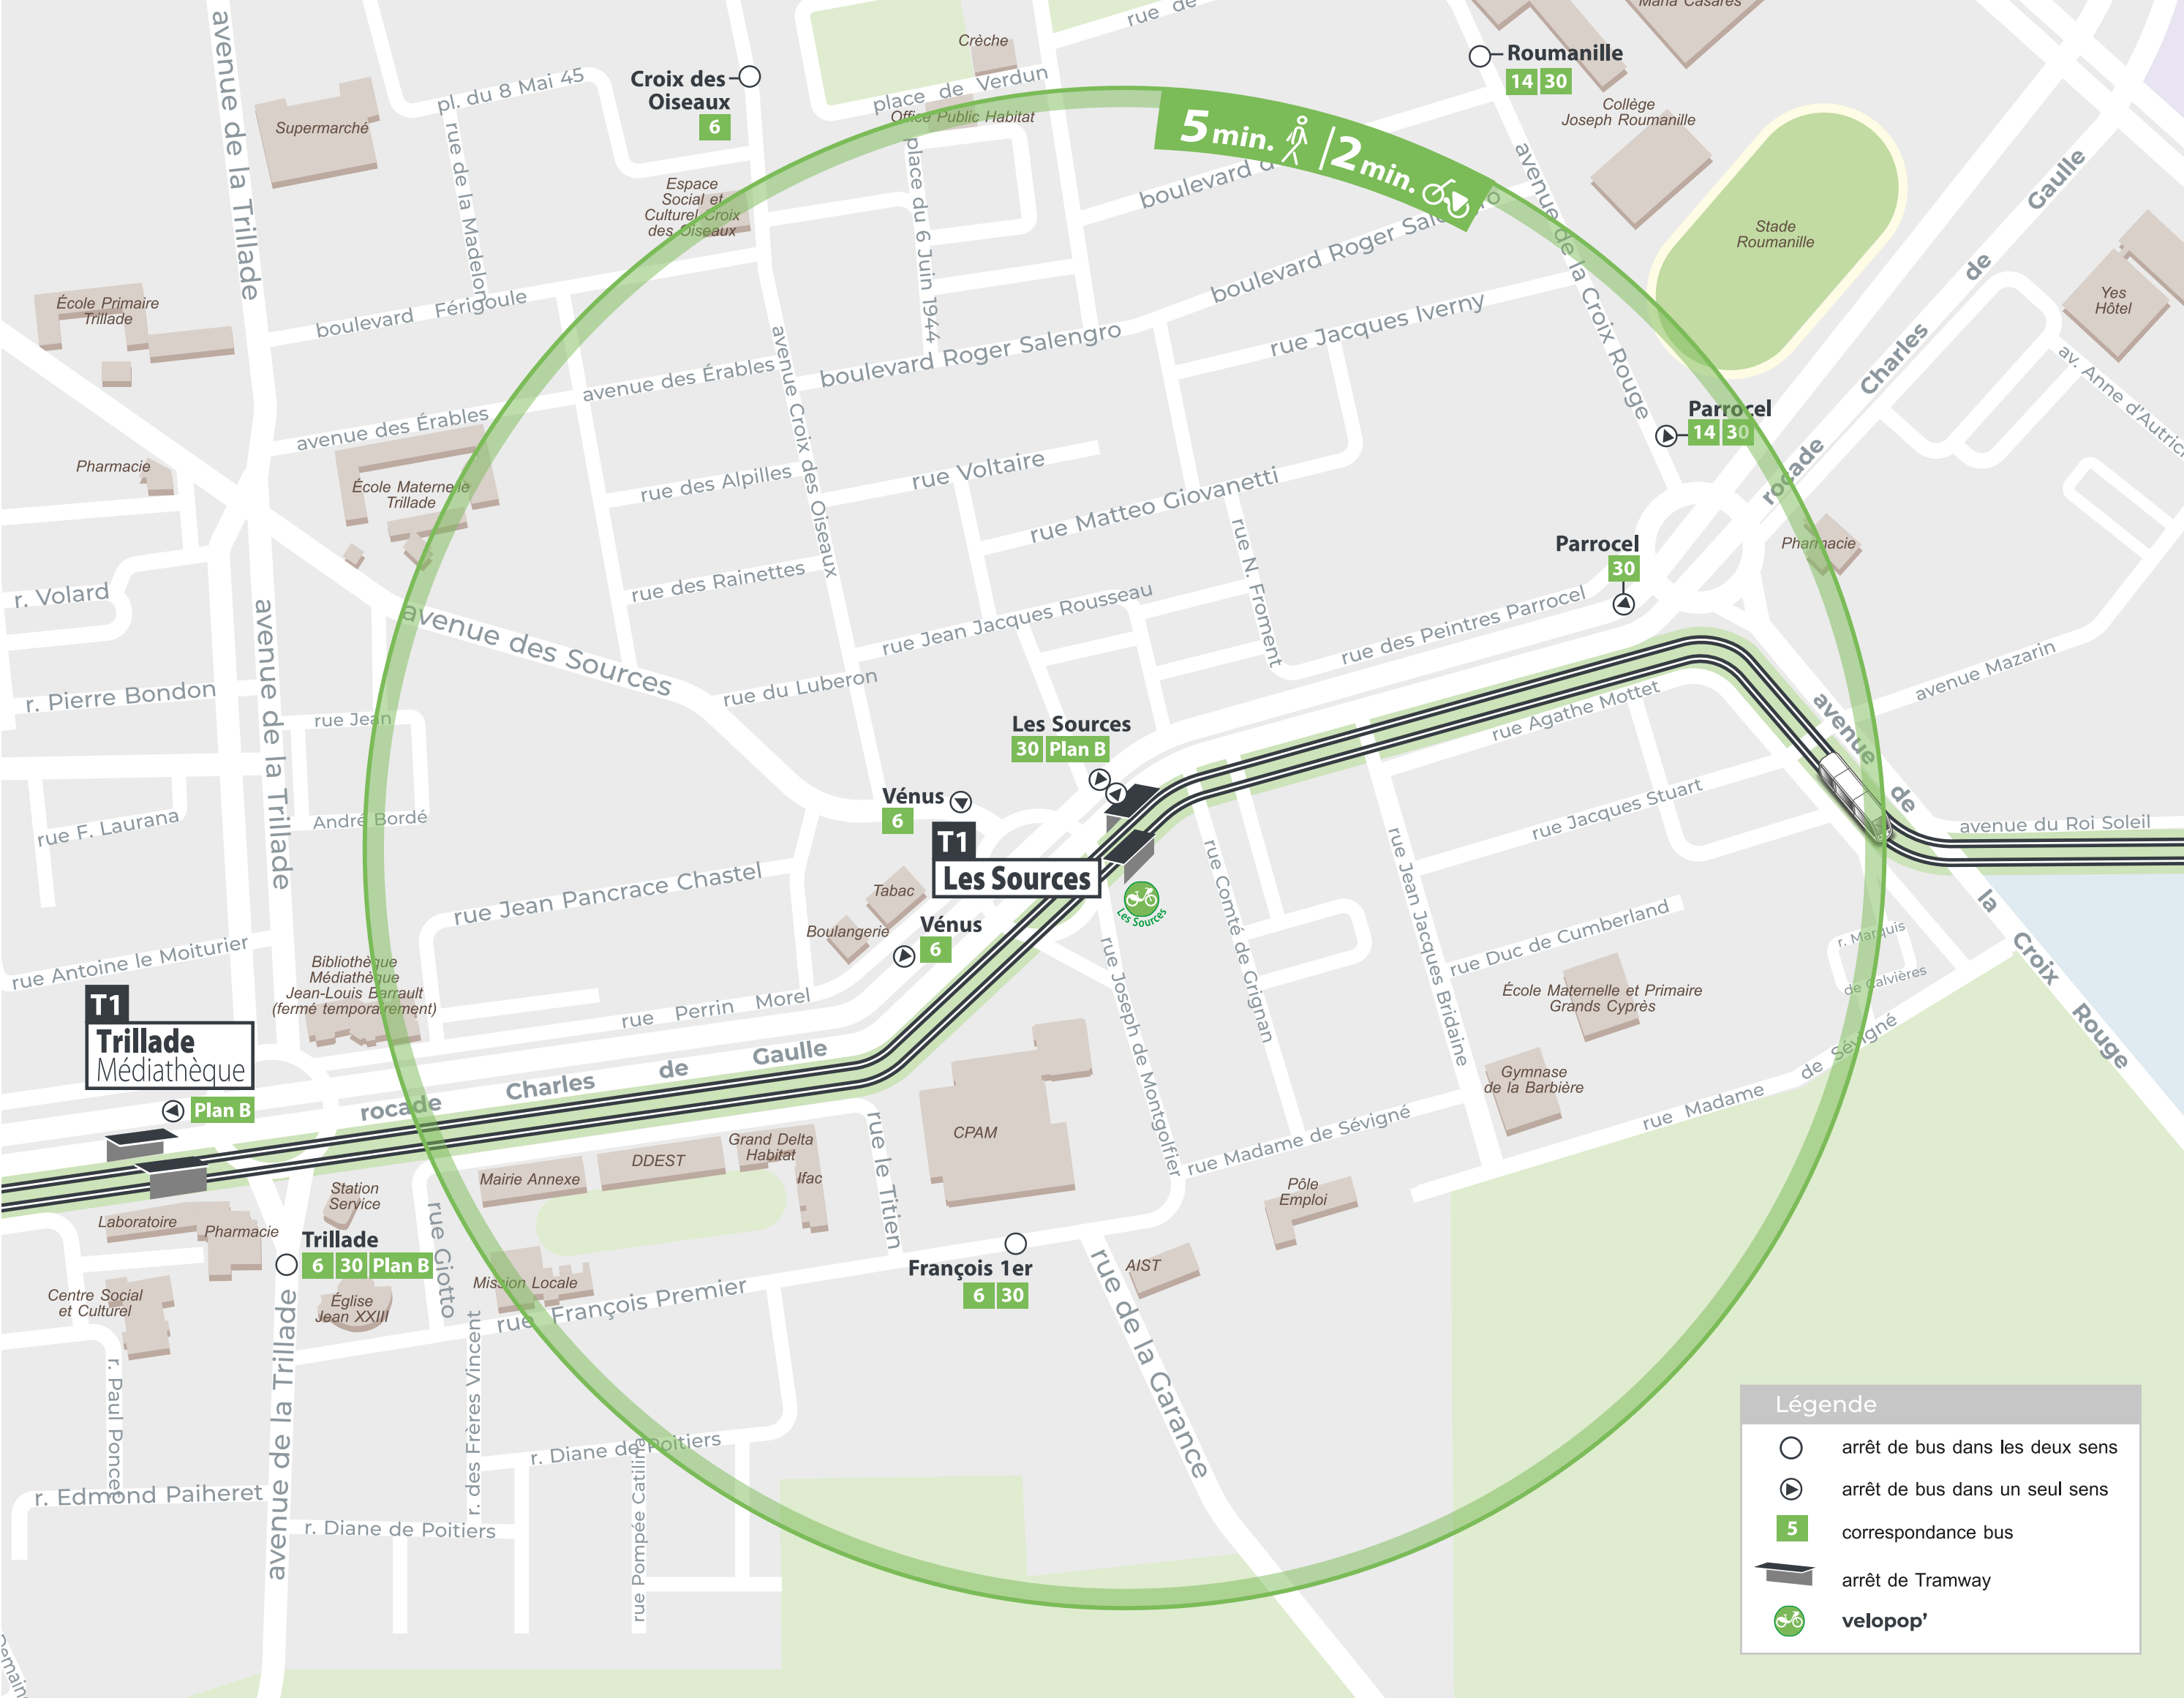 Maria Casarès
rue de
Crèche
Roumanille
14 30
Croix des
Oiseaux
6
pl. du 8 Mai 45
place de Verdun
Office Public Habitat
avenue de la Trillade
Supermarché
rue de la Madelon
5 min. / 2 min.
Collège
Joseph Roumanille
Espace
Social et
Culturel Croix
des Oiseaux
place du 6 Juin 1944
boulevard d
boulevard Roger Salengro
avenue de la Croix Rouge
Stade
Roumanille
rocade Charles de Gaulle
Yes
Hôtel
av. Anne d'Autric
École Primaire
Trillade
boulevard Férigoule
avenue Croix des Oiseaux
boulevard Roger Salengro
rue Jacques Iverny
avenue des Érables
avenue des Érables
Parrocel
14 30
Pharmacie
École Maternelle
Trillade
rue des Alpilles
rue Voltaire
rue Matteo Giovanetti
rue N. Froment
Parrocel
30
Pharmacie
r. Volard
avenue des Sources
rue des Rainettes
rue Jean Jacques Rousseau
rue des Peintres Parrocel
avenue de la Trillade
r. Pierre Bondon
rue Jean
André Bordé
rue du Luberon
Les Sources
30 Plan B
rue Agathe Mottet
avenue Mazarin
avenue de la Croix Rouge
avenue du Roi Soleil
rue F. Laurana
Vénus
6
T1
Les Sources
Les Sources
rue Jacques Stuart
rue Jean Pancrace Chastel
Tabac
Boulangerie
Vénus
6
rue Comté de Grignan
rue Jean Jacques Bridaine
rue Duc de Cumberland
r. Marquis
de Calvières
rue Antoine le Moiturier
Bibliothèque
Médiathèque
Jean-Louis Barrault
(fermé temporairement)
rue Perrin Morel
rue Joseph de Montgolfier
École Maternelle et Primaire
Grands Cyprès
T1
Trillade
Médiathèque
Plan B
rocade Charles de Gaulle
Gymnase
de la Barbière
rue Madame de Sévigné
CPAM
rue Madame de Sévigné
Grand Delta
Habitat
DDEST
Mairie Annexe
Ifac
rue le Titien
Station
Service
Laboratoire
Pharmacie
Pôle
Emploi
Trillade
6 30 Plan B
rue Giotto
François 1er
6 30
AIST
Mission Locale
Centre Social
et Culturel
Église
Jean XXIII
rue François Premier
rue de la Garance
r. Paul Poncet
avenue de la Trillade
r. des Frères Vincent
r. Diane de Poitiers
rue Pompée Catilina
r. Edmond Paiheret
r. Diane de Poitiers
Légende
arrêt de bus dans les deux sens
arrêt de bus dans un seul sens
5
correspondance bus
arrêt de Tramway
velopop'